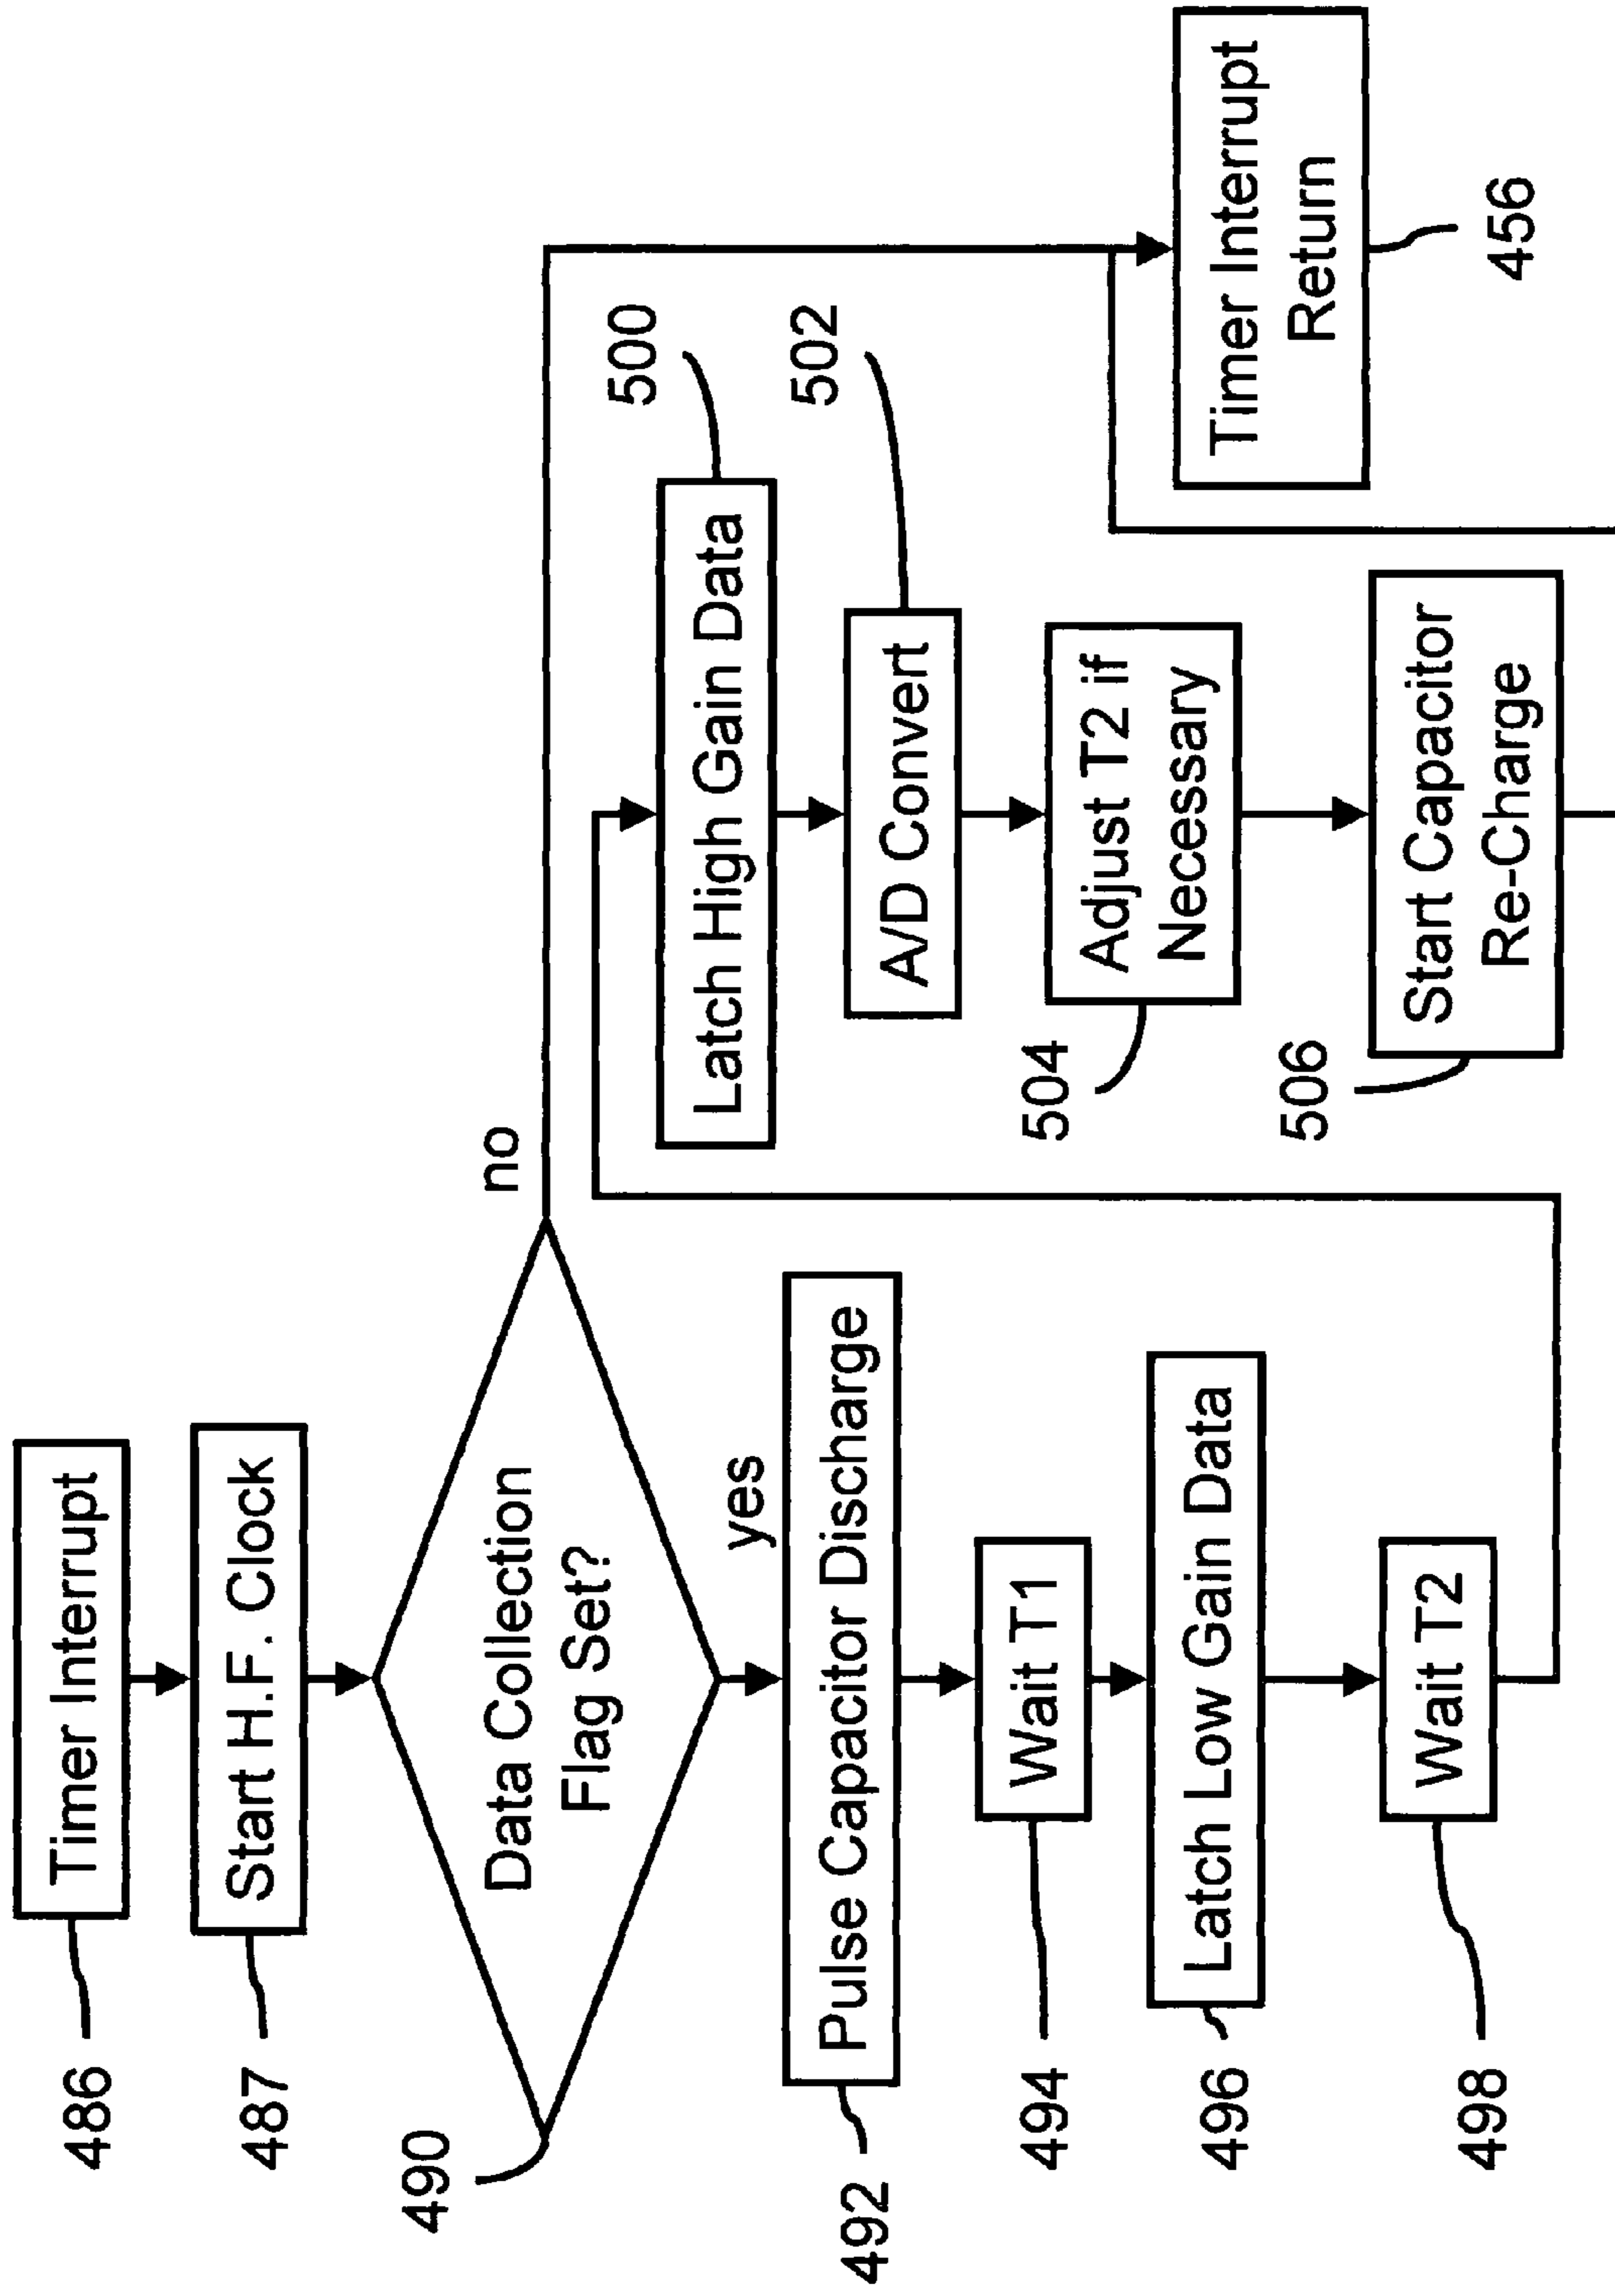 486
Timer Interrupt
487
Start H.F. Clock
490
Data Collection
Flag Set?
no
yes
492
Pulse Capacitor Discharge
494
Wait T1
496
Latch Low Gain Data
498
Wait T2
500
Latch High Gain Data
502
A/D Convert
504
Adjust T2 if
Necessary
506
Start Capacitor
Re-Charge
Timer Interrupt
Return
456